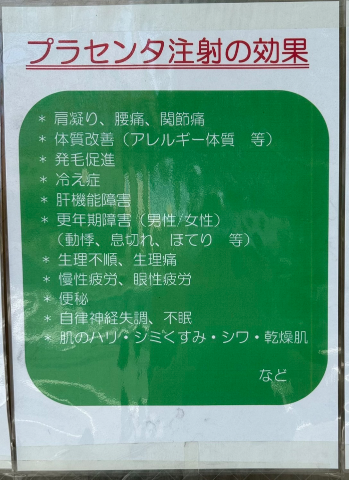 プラセンタ注射の効果
* 肩凝り、腰痛、関節痛
* 体質改善（アレルギー体質　等）
* 発毛促進
* 冷え症
* 肝機能障害
* 更年期障害（男性/女性）
（動悸、息切れ、ほてり　等）
* 生理不順、生理痛
* 慢性疲労、眼性疲労
* 便秘
* 自律神経失調、不眠
* 肌のハリ・シミくすみ・シワ・乾燥肌
など